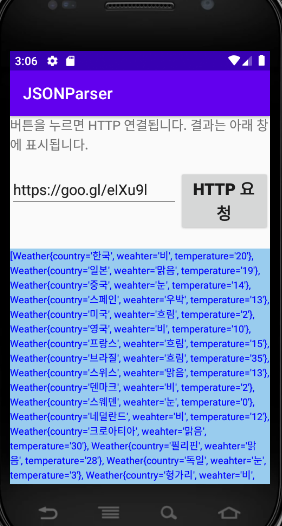 3:06
JSONParser
버튼을 누르면 HTTP 연결됩니다. 결과는 아래 창
에 표시됩니다.
https://goo.gl/elXu9l
HTTP 요
청
[Weather{country='한국', weahter='비', temperature='20'},
Weather{country='일본', weahter='맑음', temperature='19'},
Weather{country='중국', weahter='눈', temperature='14'},
Weather{country='스페인', weahter='우박', temperature='13'},
Weather{country='미국', weahter='흐림', temperature='2'},
Weather{country='영국', weahter='비', temperature='10'},
Weather{country='프랑스', weahter='흐림', temperature='15'},
Weather{country='브라질', weahter='흐림', temperature='35'},
Weather{country='스위스', weahter='맑음', temperature='13'},
Weather{country='덴마크', weahter='비', temperature='2'},
Weather{country='스웨덴', weahter='눈', temperature='0'},
Weather{country='네덜란드', weahter='비', temperature='12'},
Weather{country='크로아티아', weahter='맑음',
temperature='30'}, Weather{country='필리핀', weahter='맑
음', temperature='28'}, Weather{country='독일', weahter='눈',
temperature='3'}, Weather{country='헝가리', weahter='비',